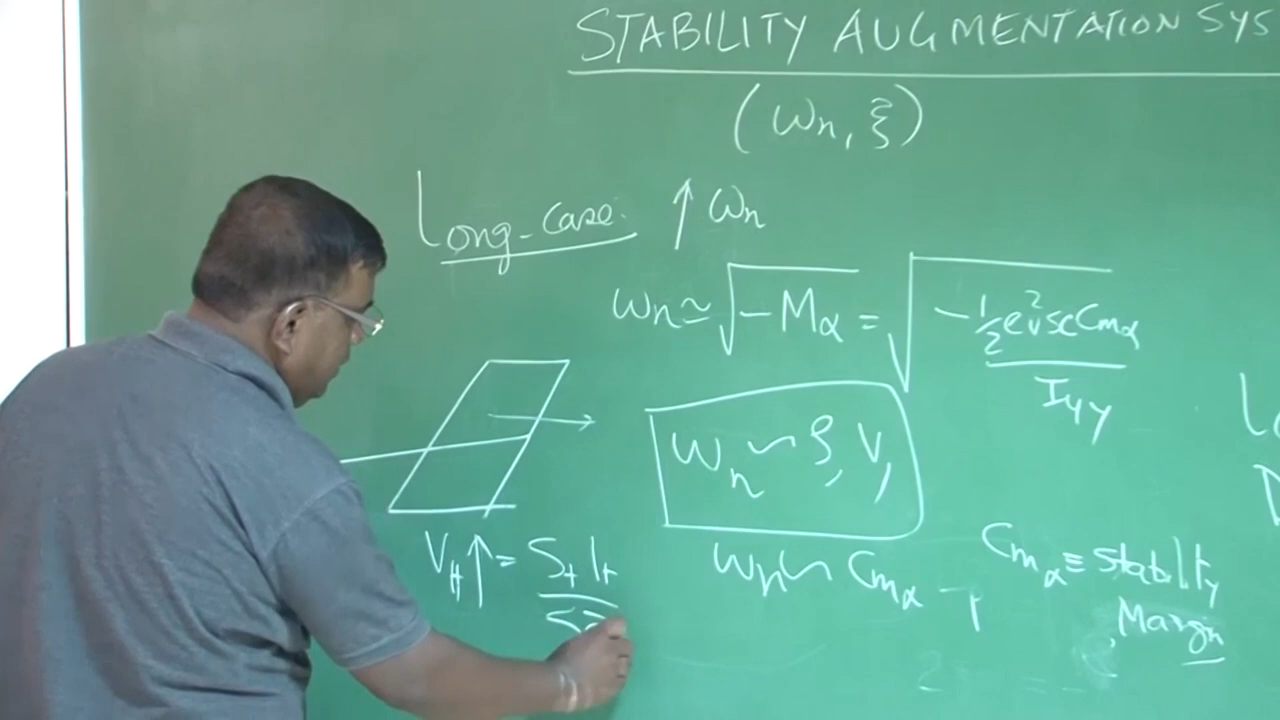 STABILITY AUGMENTATION SYS
(ωn, ξ)
Long-case. ↑ ωn
ωn ≃ √-Mα = √-½ρv²scCmα / Iyy
ωn ~ ρ, V,
VH ↑ = St lt / Sc
ωn ~ Cmα
Cmα ≡ Stability
Margin